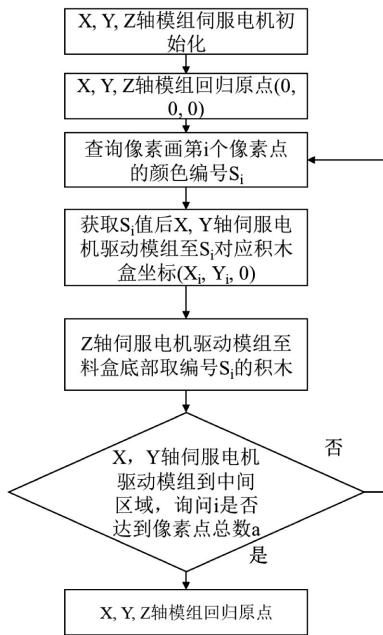 X, Y, Z轴模组伺服电机初
始化
X, Y, Z轴模组回归原点(0,
0, 0)
查询像素画第i个像素点
的颜色编号Si
获取Si值后X, Y轴伺服电
机驱动模组至Si对应积木
盒坐标(Xi, Yi, 0)
Z轴伺服电机驱动模组至
料盒底部取编号Si的积木
否
X，Y轴伺服电机
驱动模组到中间
区域，询问i是否
达到像素点总数a
是
X, Y, Z轴模组回归原点